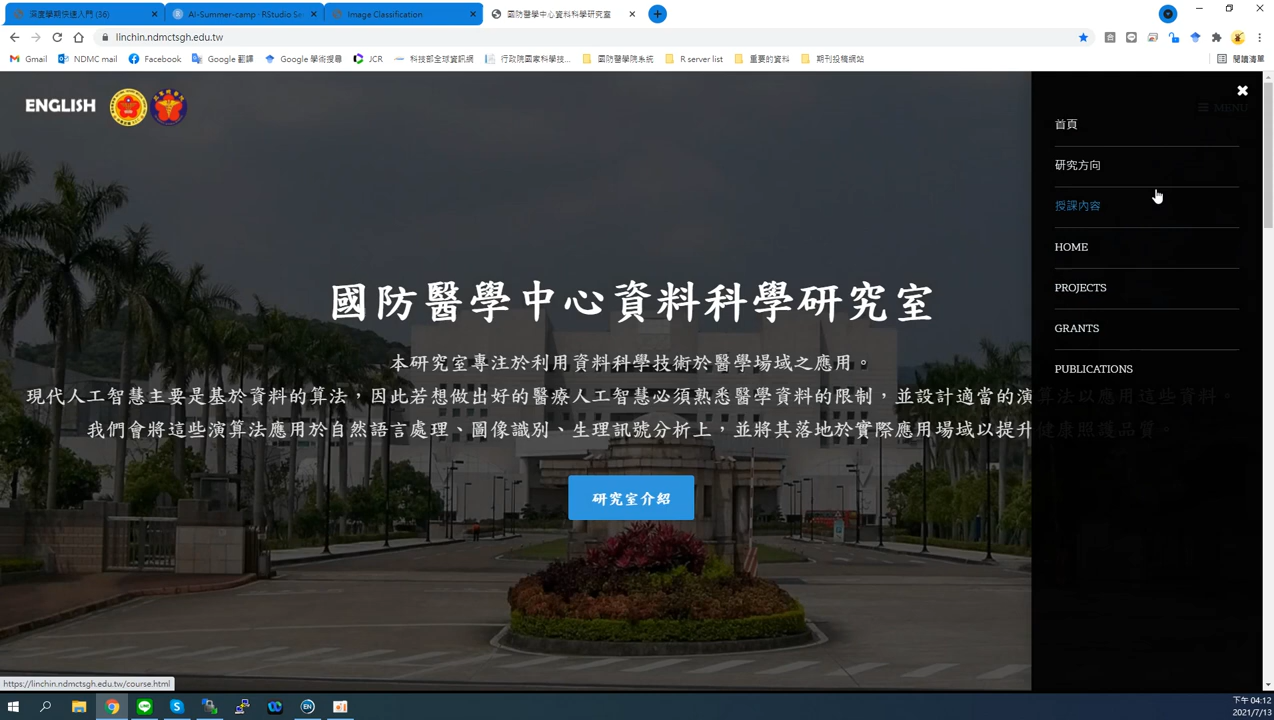 深度學期快速入門 (36)
AI-Summer-camp - RStudio Se
Image Classification
國防醫學中心資料科學研究室
linchin.ndmctsgh.edu.tw
Gmail
NDMC mail
Facebook
Google 翻譯
Google 學術搜尋
JCR
科技部全球資訊網
行政院國家科學技...
國防醫學院系統
R server list
重要的資料
期刊投稿網站
閱讀清單
ENGLISH
MENU
首頁
研究方向
授課內容
HOME
PROJECTS
GRANTS
PUBLICATIONS
國防醫學中心資料科學研究室
本研究室專注於利用資料科學技術於醫學場域之應用。
現代人工智慧主要是基於資料的算法，因此若想做出好的醫療人工智慧必須熟悉醫學資料的限制，並設計適當的演算法以應用這些資料。
我們會將這些演算法應用於自然語言處理、圖像識別、生理訊號分析上，並將其落地於實際應用場域以提升健康照護品質。
研究室介紹
https://linchin.ndmctsgh.edu.tw/course.html
EN
下午 04:12
2021/7/13